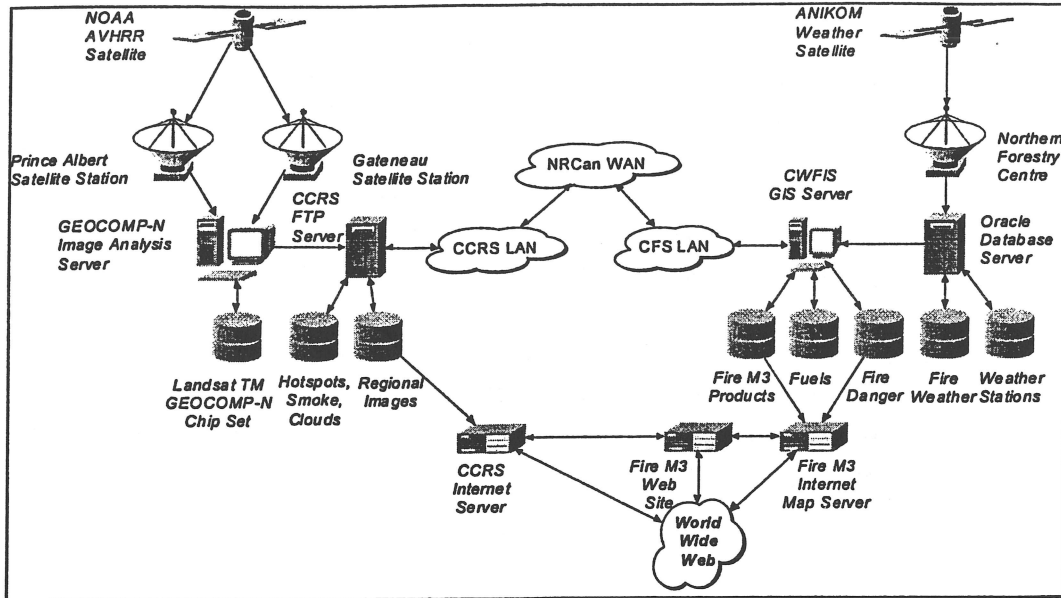 NOAA
AVHRR
Satellite
ANIKOM
Weather
Satellite
Prince Albert
Satellite Station
Gateneau
Satellite Station
NRCan WAN
Northern
Forestry
Centre
CWFIS
GIS Server
GEOCOMP-N
Image Analysis
Server
CCRS
FTP
Server
CCRS LAN
CFS LAN
Oracle
Database
Server
Landsat TM
GEOCOMP-N
Chip Set
Hotspots,
Smoke,
Clouds
Regional
Images
Fire M3
Products
Fuels
Fire
Danger
Fire
Weather
Weather
Stations
CCRS
Internet
Server
Fire M3
Web
Site
Fire M3
Internet
Map Server
World
Wide
Web